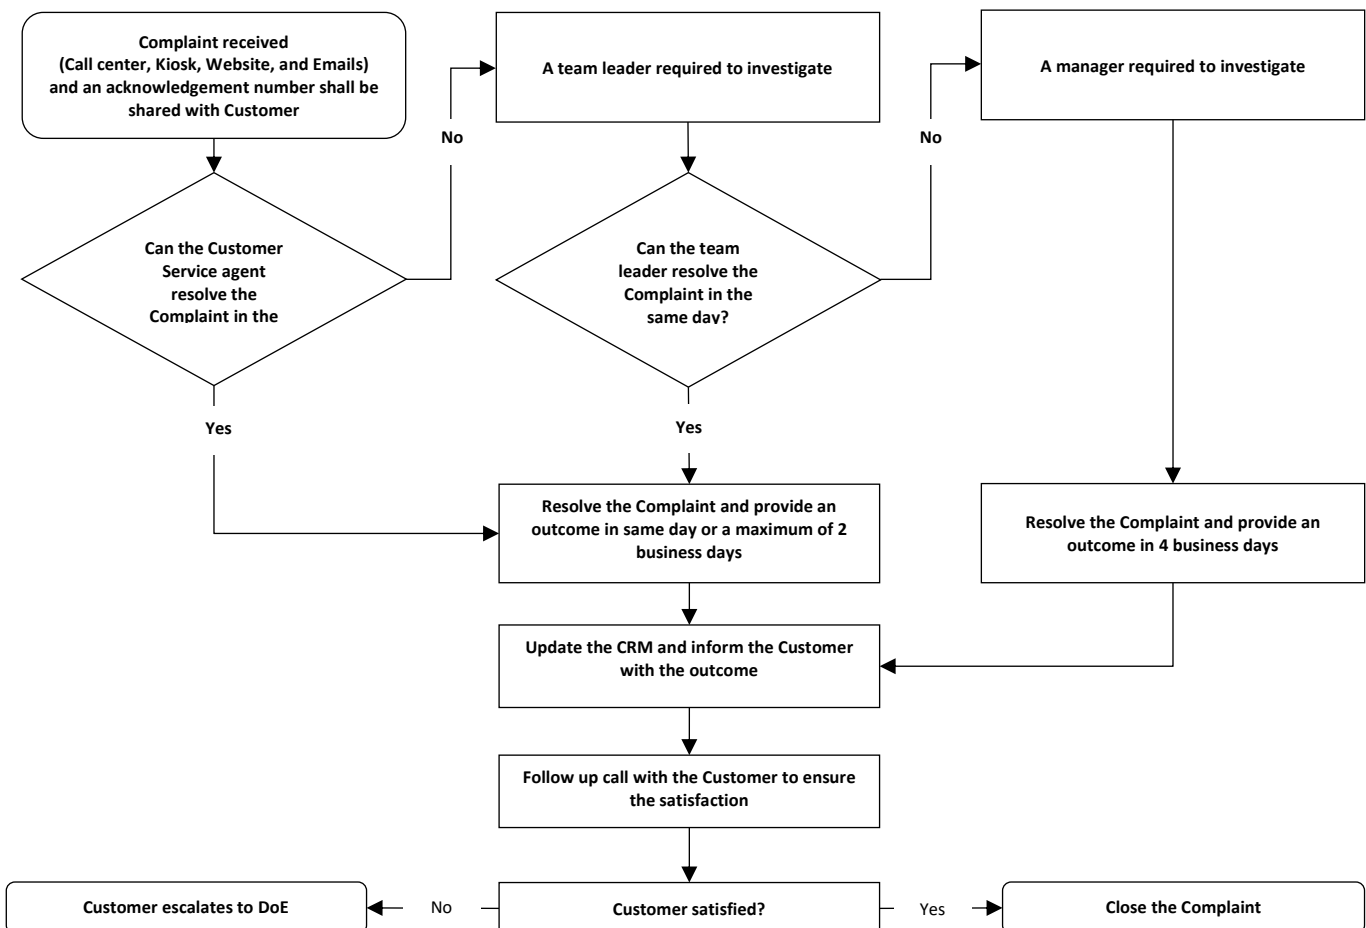 Complaint received
(Call center, Kiosk, Website, and Emails)
and an acknowledgement number shall be
shared with Customer
A team leader required to investigate
A manager required to investigate
No
No
Can the Customer
Service agent
resolve the
Complaint in the
Can the team
leader resolve the
Complaint in the
same day?
Yes
Yes
Resolve the Complaint and provide an
outcome in same day or a maximum of 2
business days
Resolve the Complaint and provide an
outcome in 4 business days
Update the CRM and inform the Customer
with the outcome
Follow up call with the Customer to ensure
the satisfaction
Customer escalates to DoE
No
Customer satisfied?
Yes
Close the Complaint